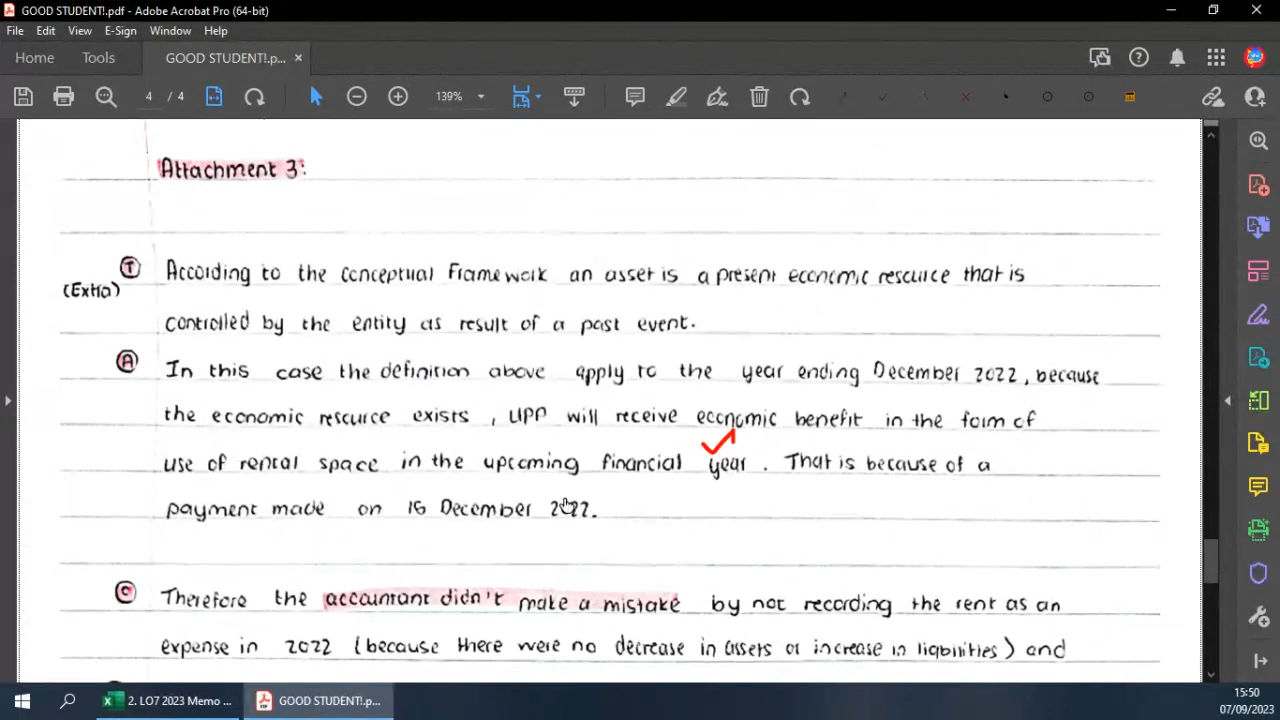 GOOD STUDENT!.pdf - Adobe Acrobat Pro (64-bit)
File Edit View E-Sign Window Help
Home Tools GOOD STUDENT!.p... ×
4 / 4 139%
Attachment 3:
(T) According to the conceptual Framework an asset is a present economic resource that is
(Extra)
controlled by the entity as result of a past event.
(A) In this case the definition above apply to the year ending December 2022, because
the economic resource exists , UPP will receive economic benefit in the form of
use of rental space in the upcoming financial year . That is because of a
payment made on 16 December 2022.
(C) Therefore the accountant didn't make a mistake by not recording the rent as an
expense in 2022 (because there were no decrease in assets or increase in liabilities) and
2. LO7 2023 Memo ... GOOD STUDENT!.p...
15:50
07/09/2023